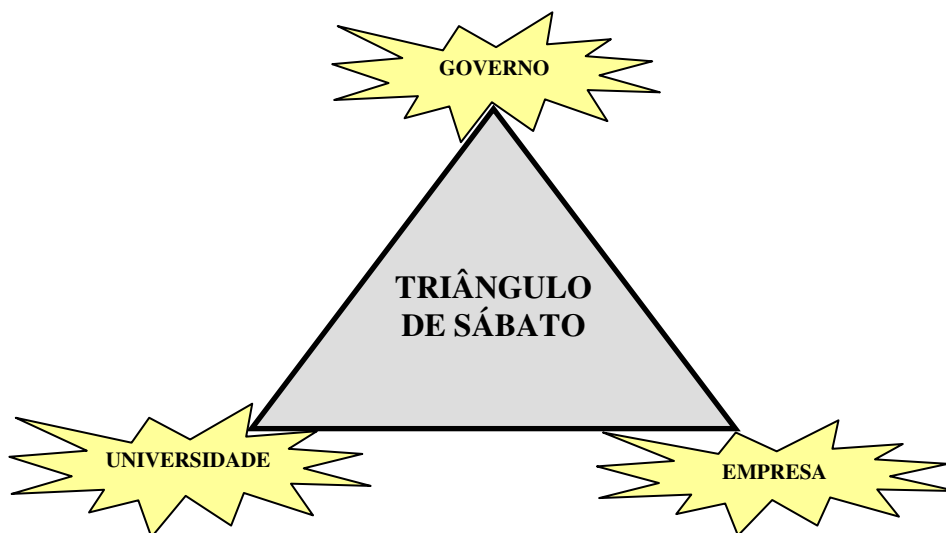 GOVERNO
TRIÂNGULO
DE SÁBATO
UNIVERSIDADE
EMPRESA